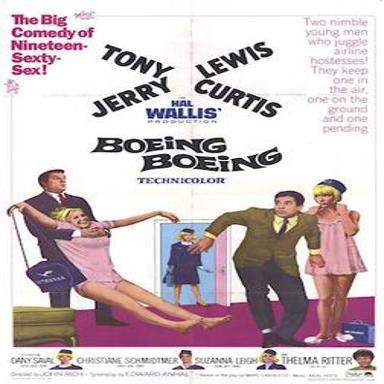 The Big
Comedy of
Nineteen-
Sexty-
Sex!
TONY LEWIS
JERRY CURTIS
IN
HAL
WALLIS'
PRODUCTION
BOEING
BOEING
TECHNICOLOR
Two nimble
young men
who juggle
airline
hostesses!
They keep
one in
the air,
one on the
ground and
one
pending
DANY SAVAL
CHRISTIANE SCHMIDTMER
SUZANNA LEIGH
THELMA RITTER
Directed by JOHN RICH
Screenplay by EDWARD ANHALT